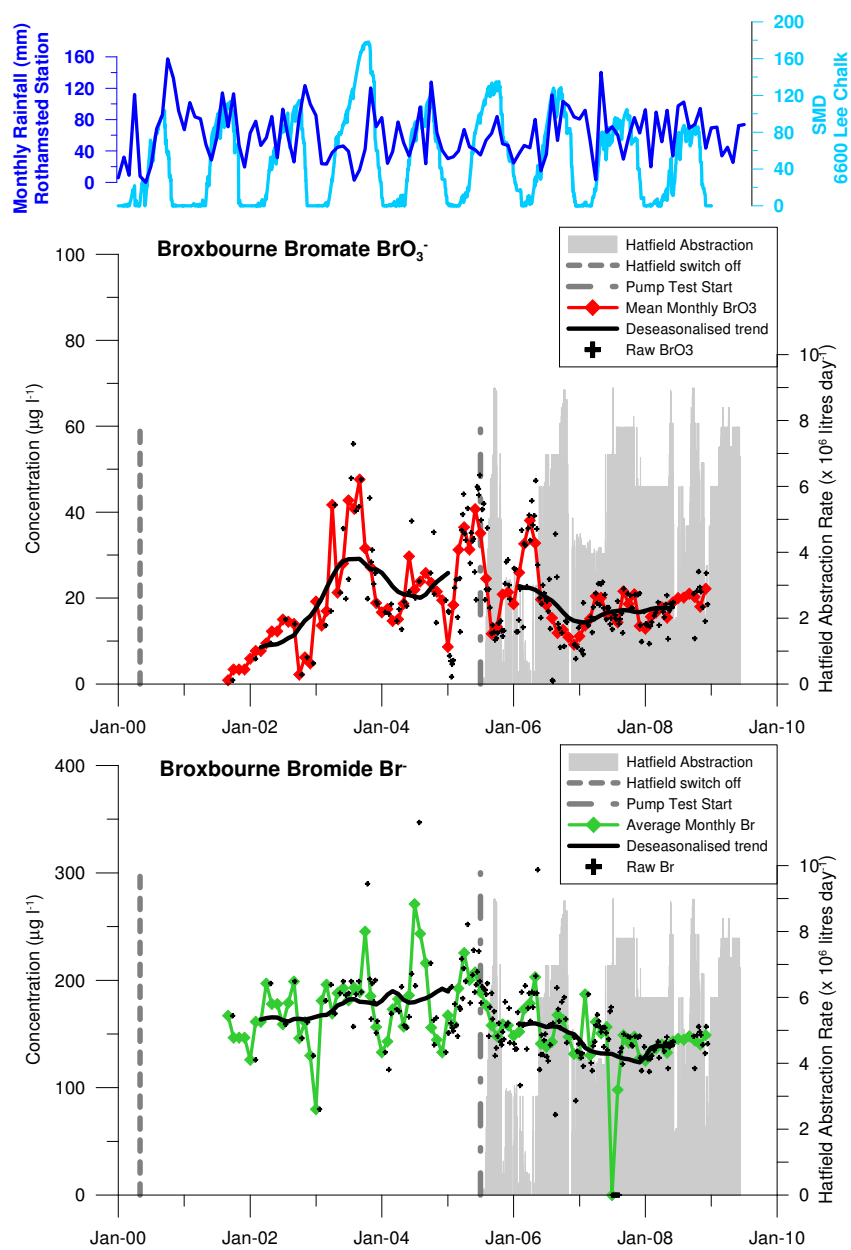 Monthly Rainfall (mm)
Rothamsted Station
160
120
80
40
0
200
160
120
80
40
0
SMD
6600 Lee Chalk
Broxbourne Bromate BrO₃⁻
Hatfield Abstraction
Hatfield switch off
Pump Test Start
Mean Monthly BrO3
Deseasonalised trend
Raw BrO3
Concentration (µg l⁻¹)
100
80
60
40
20
0
10
8
6
4
2
0
Hatfield Abstraction Rate (x 10⁶ litres day⁻¹)
Jan-00 Jan-02 Jan-04 Jan-06 Jan-08 Jan-10
Broxbourne Bromide Br⁻
Hatfield Abstraction
Hatfield switch off
Pump Test Start
Average Monthly Br
Deseasonalised trend
Raw Br
Concentration (µg l⁻¹)
400
300
200
100
0
10
8
6
4
2
0
Hatfield Abstraction Rate (x 10⁶ litres day⁻¹)
Jan-00 Jan-02 Jan-04 Jan-06 Jan-08 Jan-10